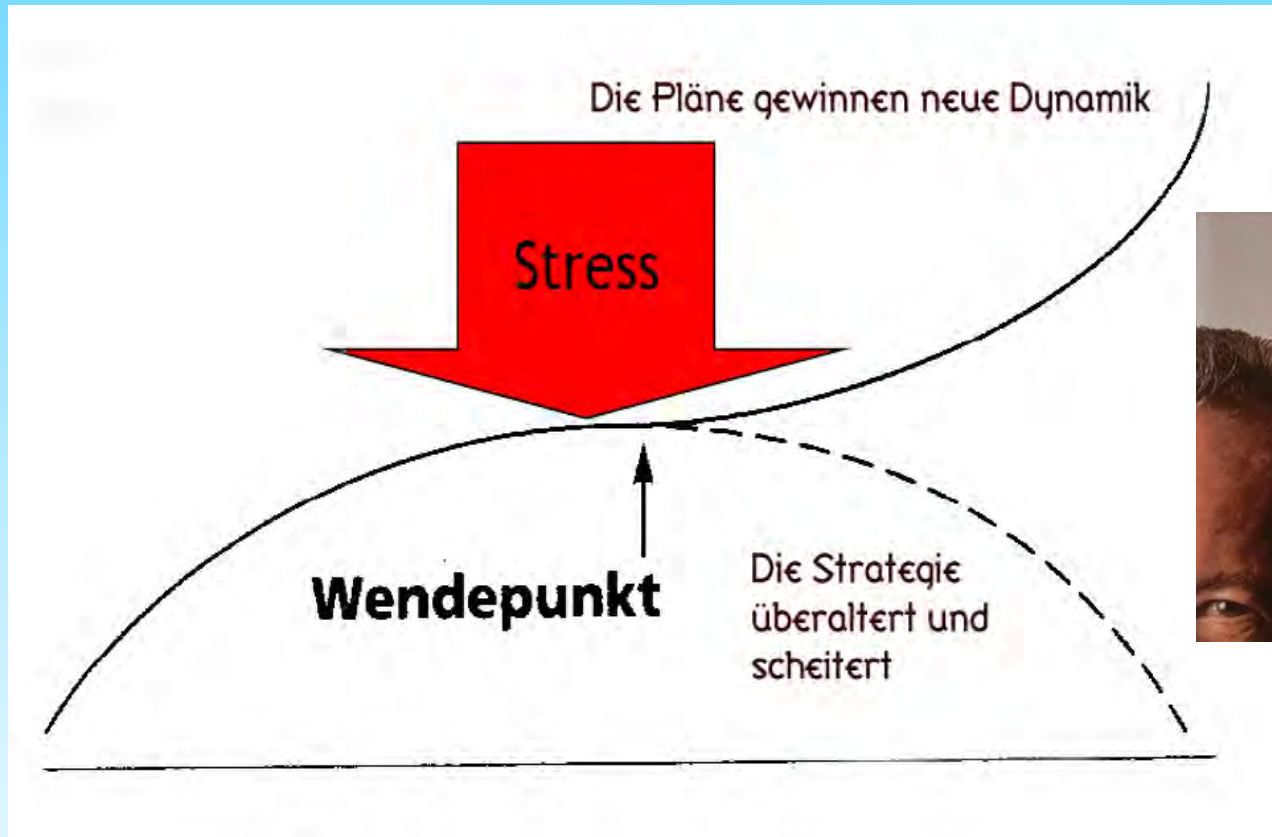 Die Pläne gewinnen neue Dynamik
Stress
Wendepunkt
Die Strategie
überaltert und
scheitert